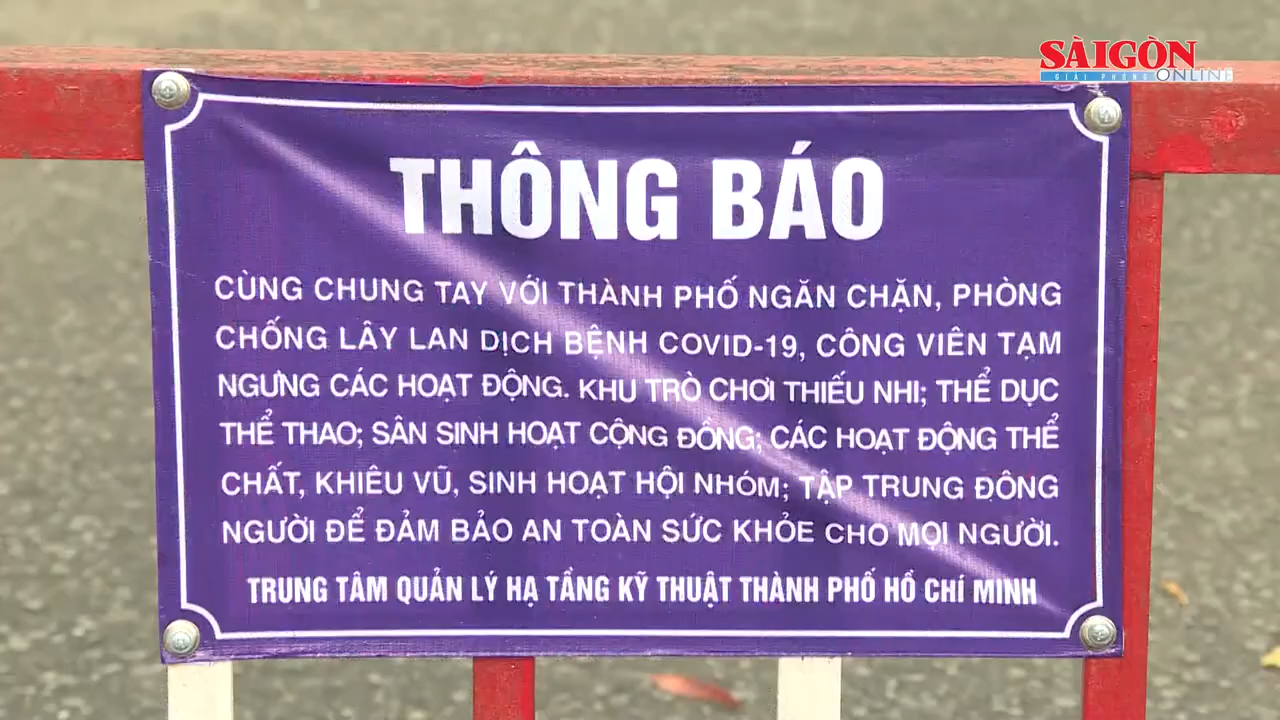 SÀIGÒN
GIẢI PHÓNG ONLINE
THÔNG BÁO
CÙNG CHUNG TAY VỚI THÀNH PHỐ NGĂN CHẶN, PHÒNG
CHỐNG LÂY LAN DỊCH BỆNH COVID-19, CÔNG VIÊN TẠM
NGƯNG CÁC HOẠT ĐỘNG. KHU TRÒ CHƠI THIẾU NHI; THỂ DỤC
THỂ THAO; SÂN SINH HOẠT CỘNG ĐỒNG; CÁC HOẠT ĐỘNG THỂ
CHẤT, KHIÊU VŨ, SINH HOẠT HỘI NHÓM; TẬP TRUNG ĐÔNG
NGƯỜI ĐỂ ĐẢM BẢO AN TOÀN SỨC KHỎE CHO MỌI NGƯỜI.
TRUNG TÂM QUẢN LÝ HẠ TẦNG KỸ THUẬT THÀNH PHỐ HỒ CHÍ MINH